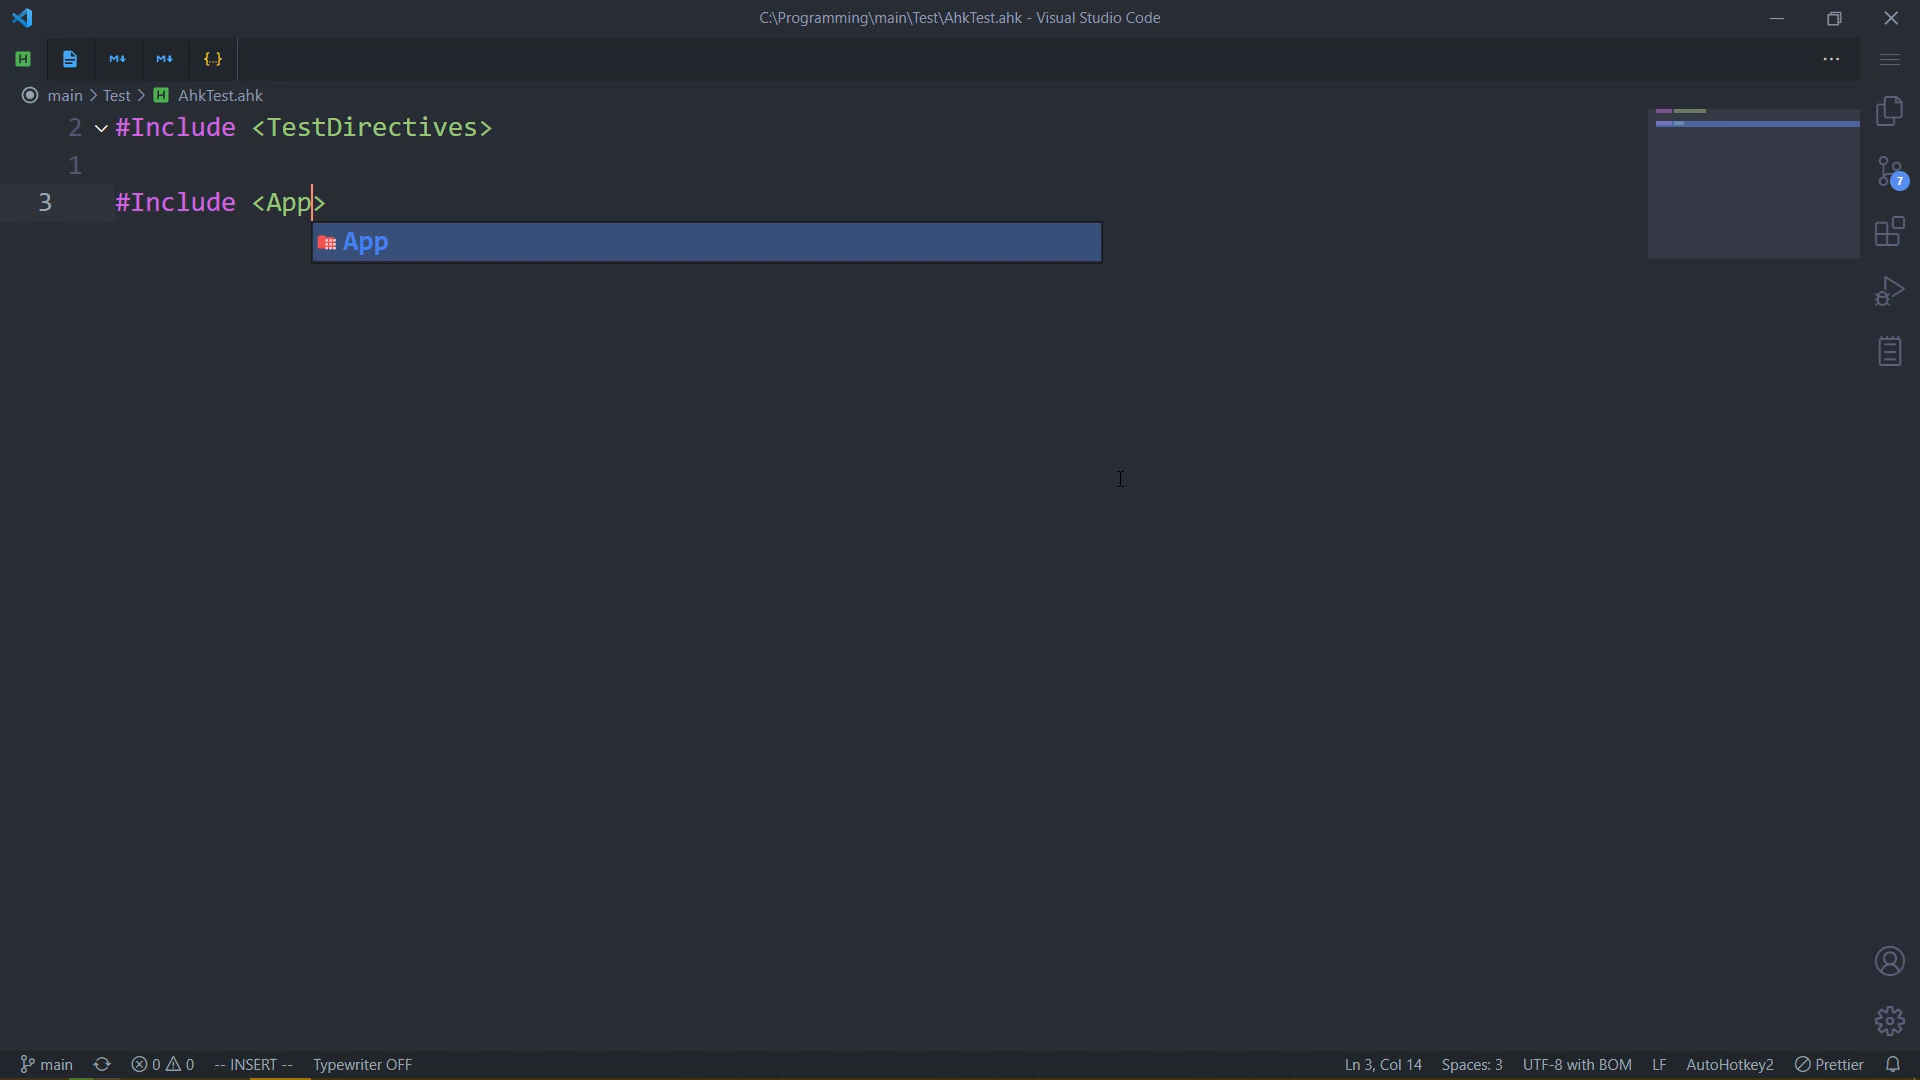 C:\Programming\main\Test\AhkTest.ahk - Visual Studio Code
H M↓ M↓ {..} ...
main > Test > H AhkTest.ahk
2 #Include <TestDirectives>
1
3 #Include <App>
App
7
main 0 0 -- INSERT -- Typewriter OFF Ln 3, Col 14 Spaces: 3 UTF-8 with BOM LF AutoHotkey2 Prettier